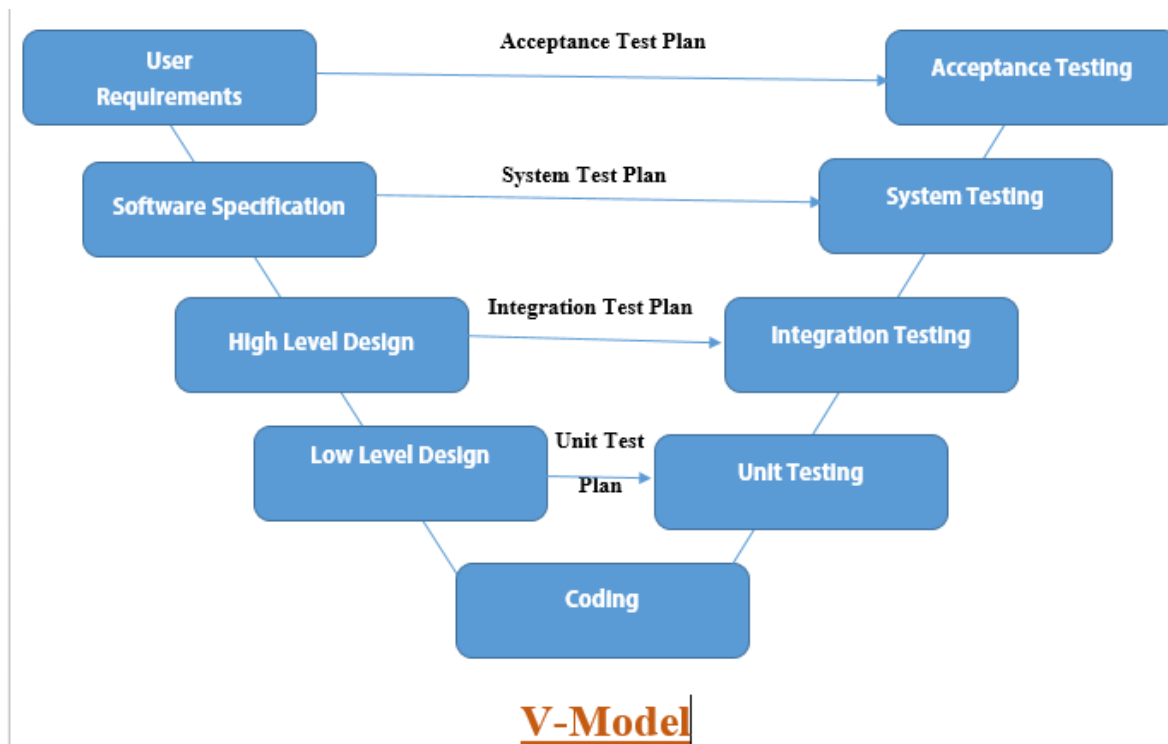 User
Requirements
Acceptance Test Plan
Acceptance Testing
Software Specification
System Test Plan
System Testing
High Level Design
Integration Test Plan
Integration Testing
Low Level Design
Unit Test
Plan
Unit Testing
Coding
V-Model